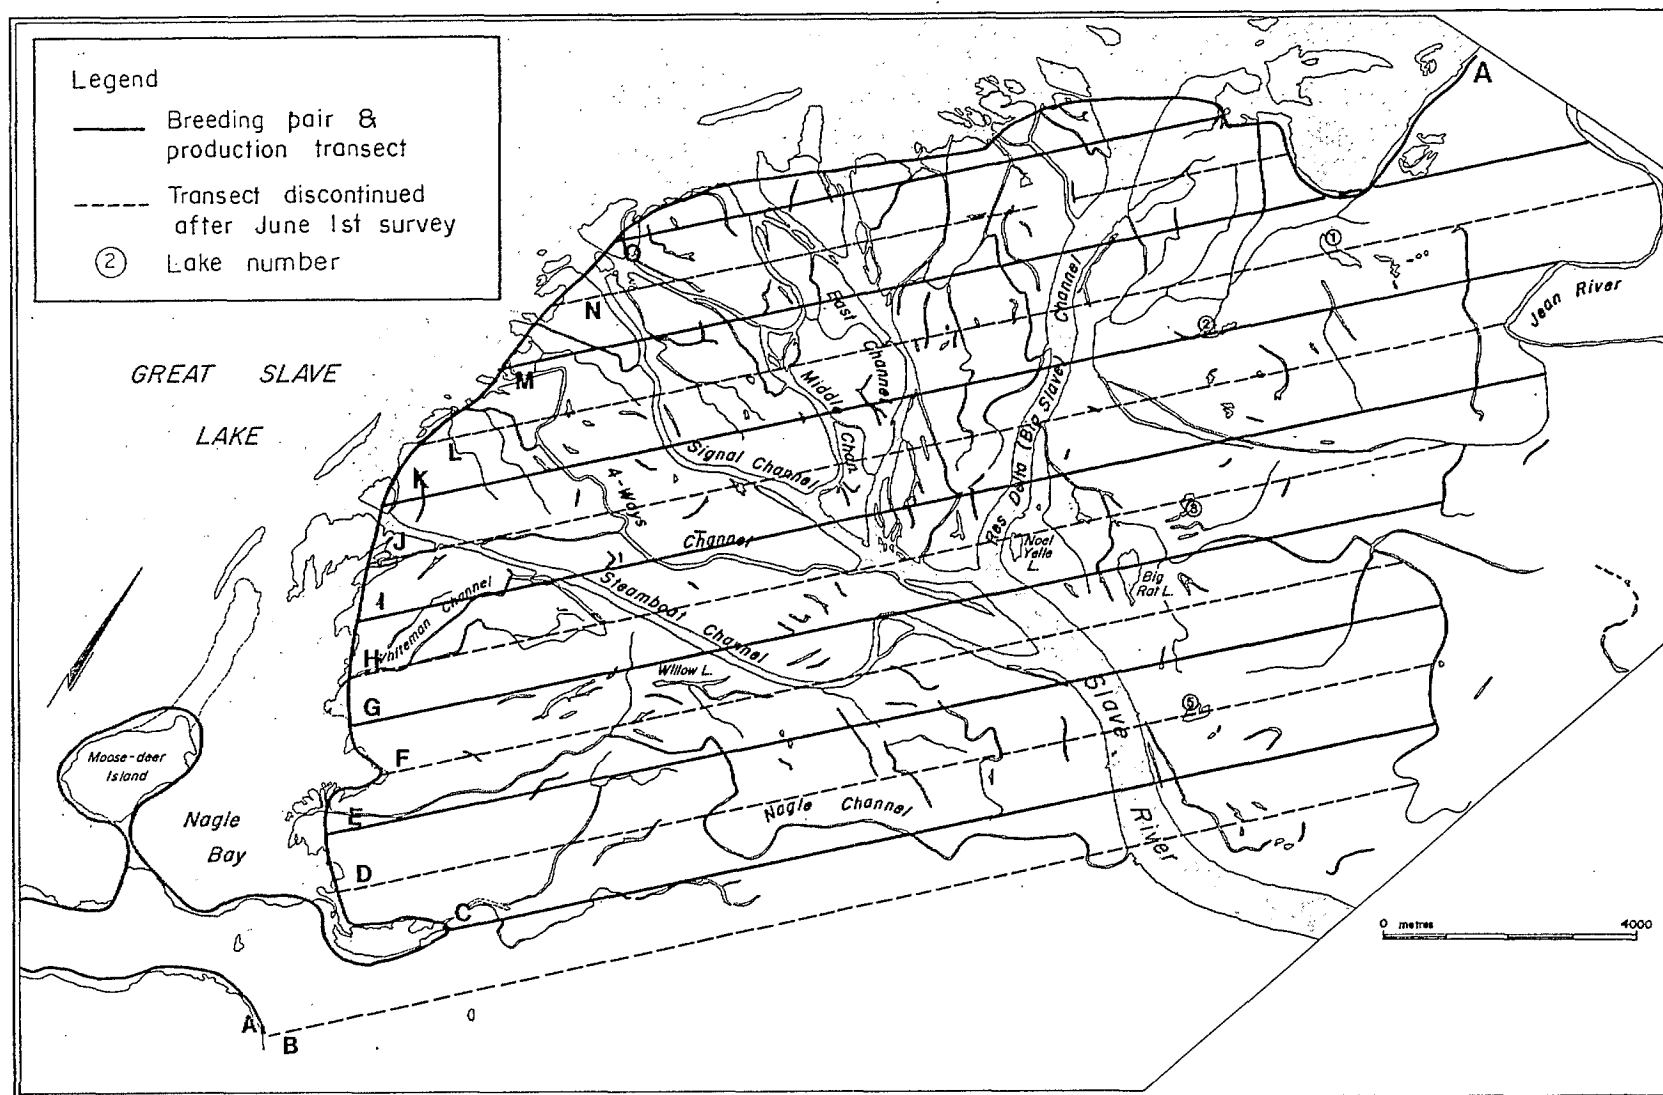 Legend
Breeding pair &
production transect
Transect discontinued
after June 1st survey
② Lake number
A
GREAT SLAVE
LAKE
O
N
M
L
K
J
I
H
G
F
E
D
C
A
B
East
Channel
Middle
Chan.
Signal Channel
4-Ways
Channel
Steamboat Channel
Whiteman Channel
Res Delta (Big Slave)
Channel
①
②
③
⑤
Jean River
Noel
Yelle
L.
Big
Rat L.
Willow L.
Slave
River
Nagle Channel
Moose-deer
Island
Nagle
Bay
0 metres 4000